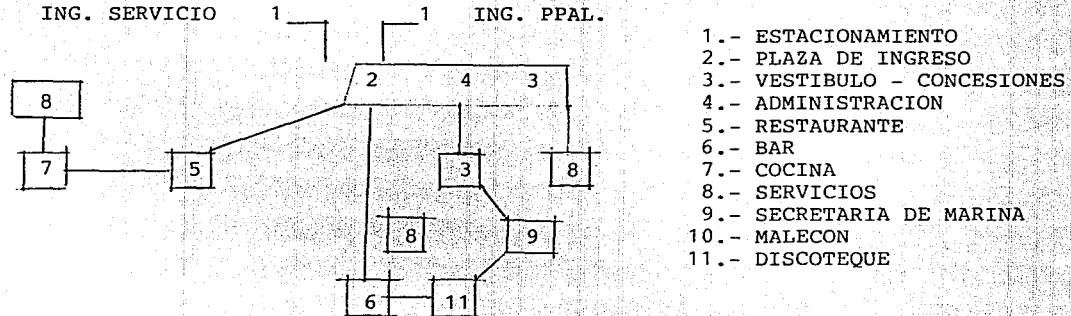 ING. SERVICIO 1 1 ING. PPAL.
2 4 3
8
7 5 3 8
8 9
6 11
1.- ESTACIONAMIENTO
2.- PLAZA DE INGRESO
3.- VESTIBULO - CONCESIONES
4.- ADMINISTRACION
5.- RESTAURANTE
6.- BAR
7.- COCINA
8.- SERVICIOS
9.- SECRETARIA DE MARINA
10.- MALECON
11.- DISCOTEQUE